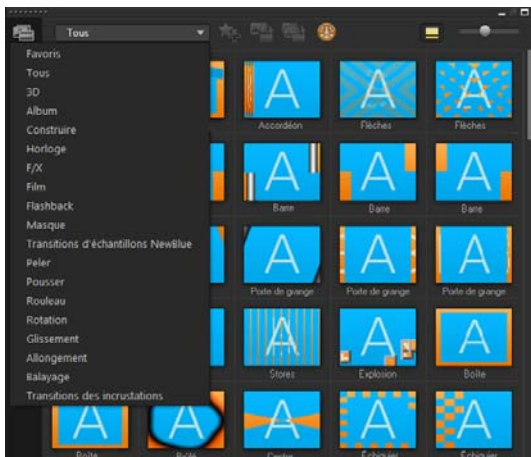 Tous
Favoris
Tous
3D
Album
Construire
Horloge
F/X
Film
Flashback
Masque
Transitions d'échantillons NewBlue
Peler
Pousser
Rouleau
Rotation
Glissement
Allongement
Balayage
Transitions des incrustations
A A A
Accordéon Flèches Flèches
A A A
Barre Barre Barre
A A A
Porte de grange Porte de grange Porte de grange
A A A
Stores Explosion Boîte
A A A A A
Boîte Brûlé Centre Échiquier Échiquier